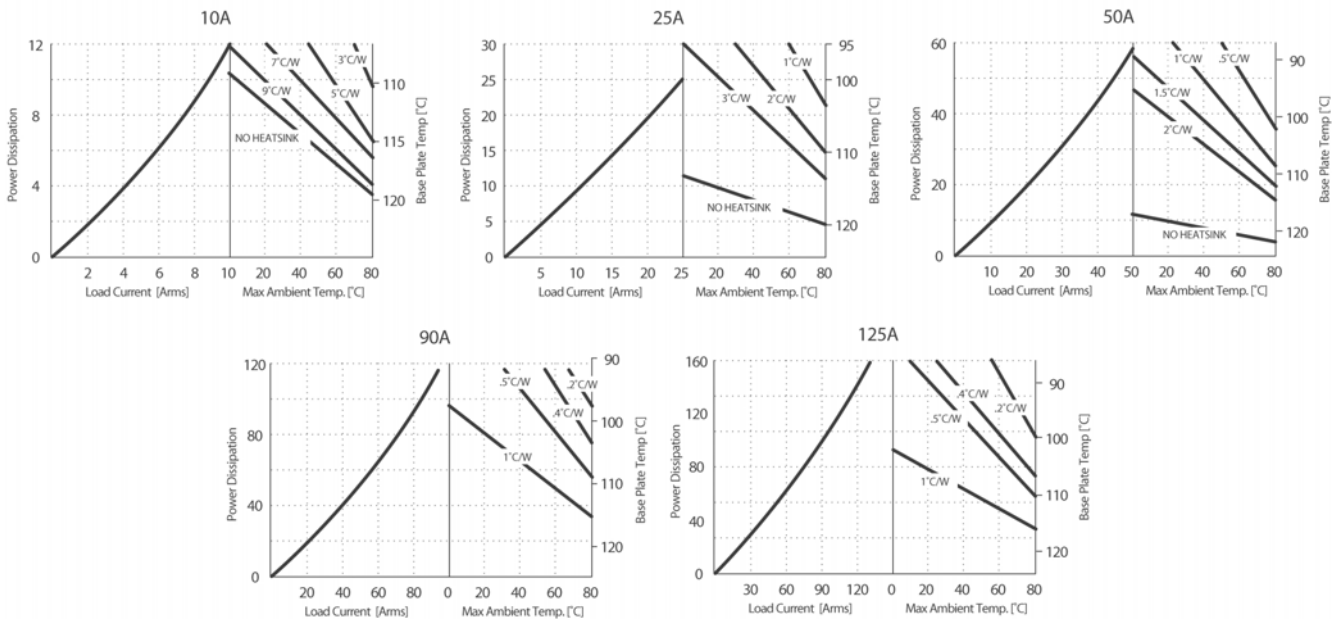 10A
12
8
4
0
Power Dissipation
2 4 6 8 10 20 40 60 80
Load Current [Arms] Max Ambient Temp. [˚C]
3˚C/W
7˚C/W
5˚C/W
9˚C/W
NO HEATSINK
110
115
120
Base Plate Temp [˚C]
25A
30
25
20
15
10
5
0
Power Dissipation
5 10 15 20 25 20 40 60 80
Load Current [Arms] Max Ambient Temp. [˚C]
1˚C/W
2˚C/W
3˚C/W
NO HEATSINK
95
100
110
120
Base Plate Temp [˚C]
50A
60
40
20
0
Power Dissipation
10 20 30 40 50 20 40 60 80
Load Current [Arms] Max Ambient Temp. [˚C]
1˚C/W
.5˚C/W
1.5˚C/W
2˚C/W
NO HEATSINK
90
100
110
120
Base Plate Temp [˚C]
90A
120
80
40
0
Power Dissipation
20 40 60 80 0 20 40 60 80
Load Current [Arms] Max Ambient Temp. [˚C]
.5˚C/W
.2˚C/W
.4˚C/W
1˚C/W
90
100
110
120
Base Plate Temp [˚C]
125A
160
120
80
40
0
Power Dissipation
30 60 90 120 0 20 40 60 80
Load Current [Arms] Max Ambient Temp. [˚C]
.4˚C/W
.2˚C/W
.5˚C/W
1˚C/W
90
100
110
120
Base Plate Temp [˚C]